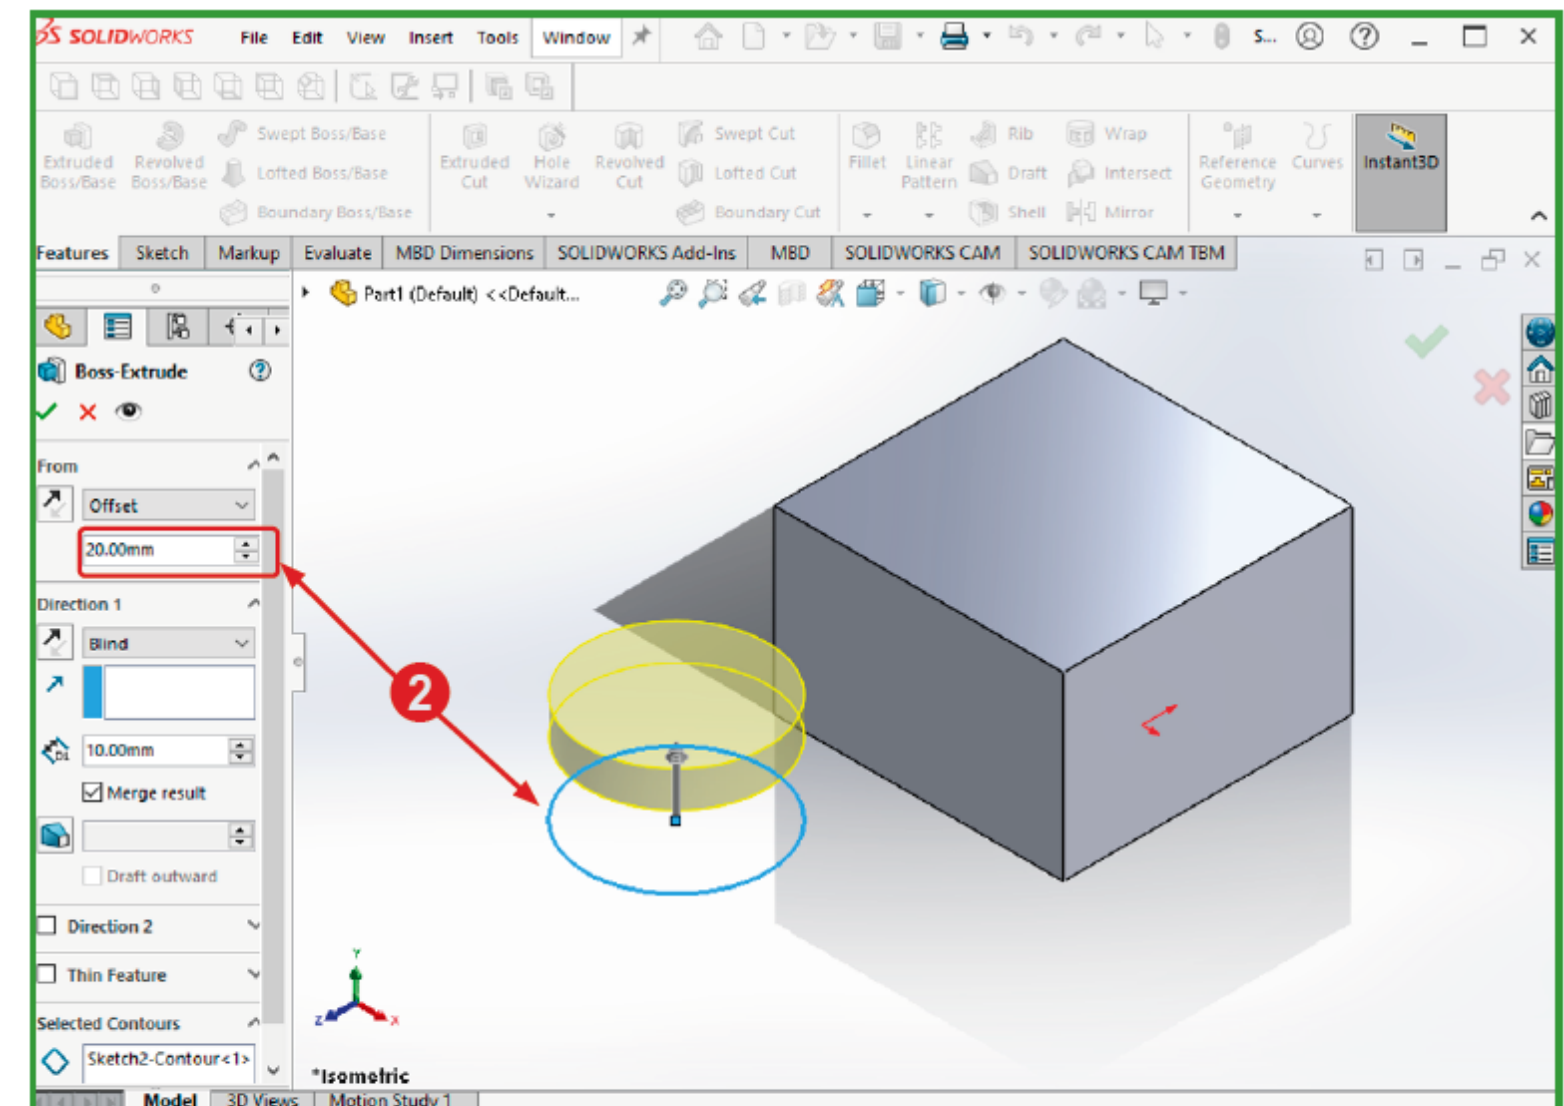 SOLIDWORKS File Edit View Insert Tools Window S... ?
Extruded Boss/Base
Revolved Boss/Base
Swept Boss/Base
Lofted Boss/Base
Boundary Boss/Base
Extruded Cut
Hole Wizard
Revolved Cut
Swept Cut
Lofted Cut
Boundary Cut
Fillet
Linear Pattern
Rib
Draft
Shell
Wrap
Intersect
Mirror
Reference Geometry
Curves
Instant3D
Features Sketch Markup Evaluate MBD Dimensions SOLIDWORKS Add-Ins MBD SOLIDWORKS CAM SOLIDWORKS CAM TBM
Part1 (Default) <<Default...
Boss-Extrude ?
From
Offset
20.00mm
Direction 1
Blind
D1 10.00mm
Merge result
Draft outward
Direction 2
Thin Feature
Selected Contours
Sketch2-Contour<1>
2
Y
Z
X
*Isometric
Model 3D Views Motion Study 1